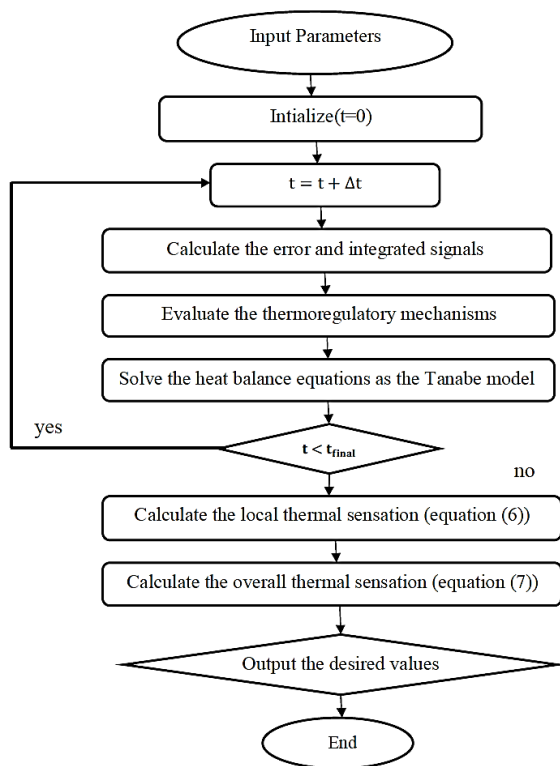 Input Parameters
Intialize(t=0)
t = t + Δt
Calculate the error and integrated signals
Evaluate the thermoregulatory mechanisms
Solve the heat balance equations as the Tanabe model
yes
t < t_final
no
Calculate the local thermal sensation (equation (6))
Calculate the overall thermal sensation (equation (7))
Output the desired values
End